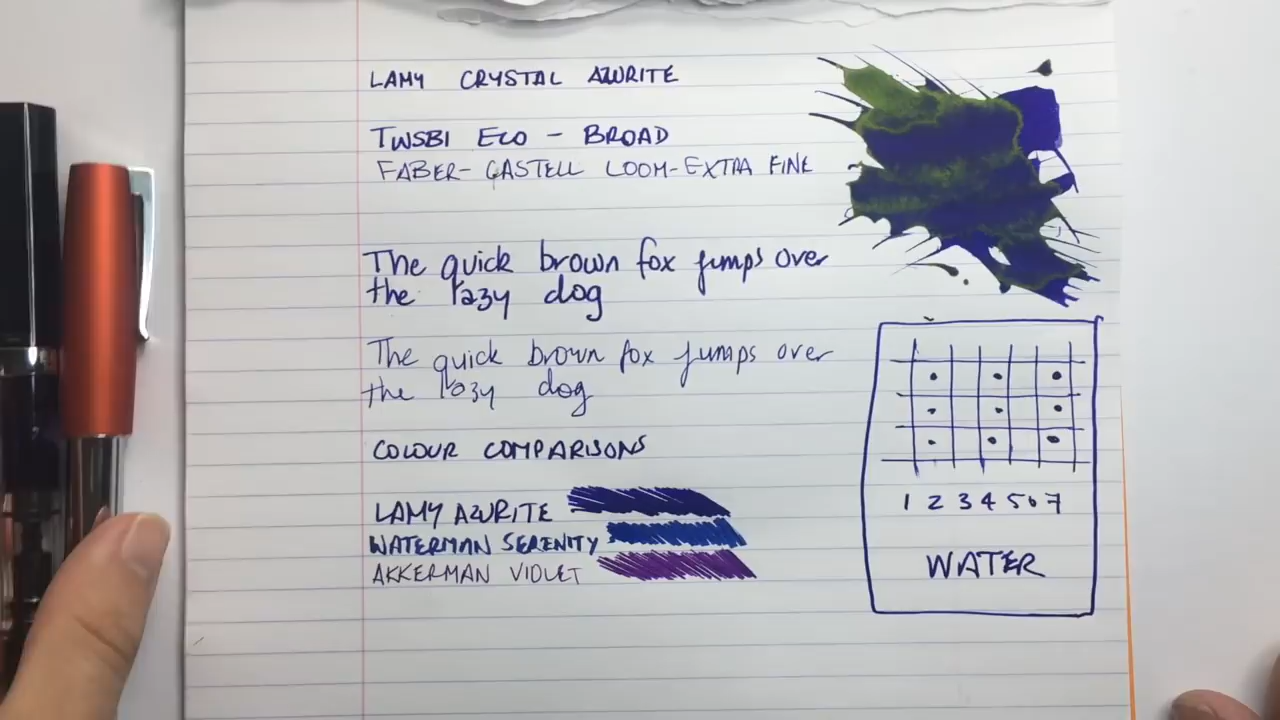 LAMY CRYSTAL AZURITE
TWSBI ECO - BROAD
FABER-CASTELL LOOM-EXTRA FINE
The quick brown fox jumps over
the lazy dog
The quick brown fox jumps over
the lazy dog
COLOUR COMPARISONS
LAMY AZURITE
WATERMAN SERENITY
AKKERMAN VIOLET
1 2 3 4 5 6 7
WATER